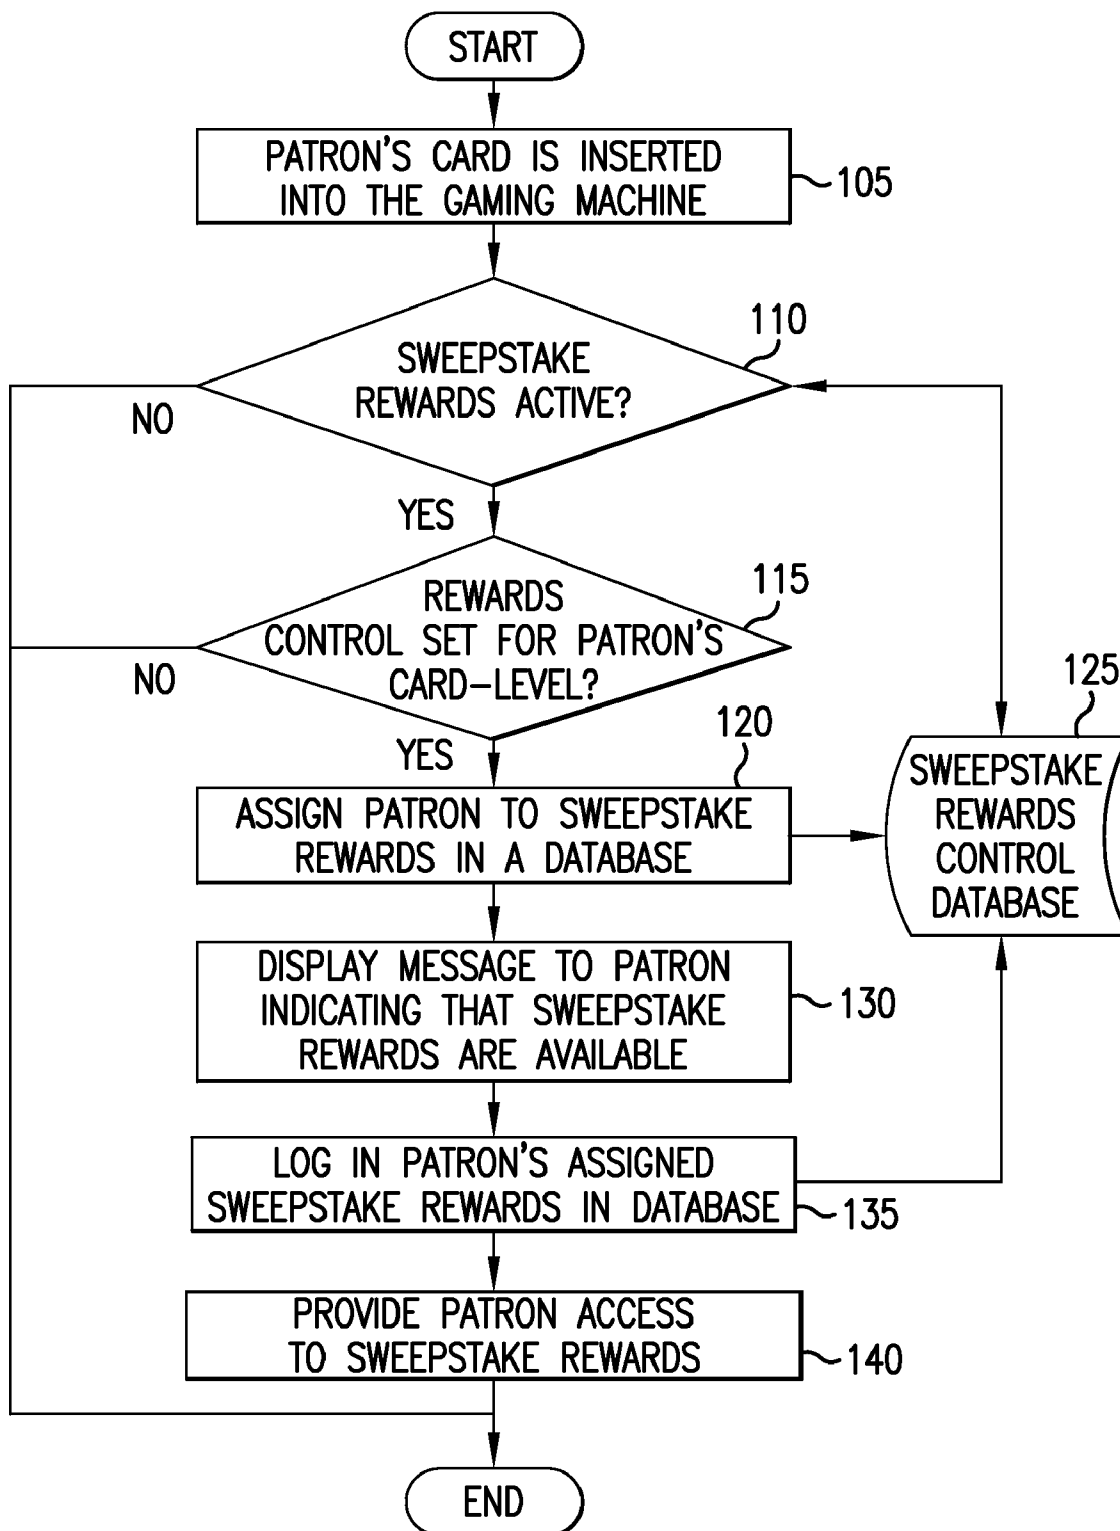 START
PATRON'S CARD IS INSERTED
INTO THE GAMING MACHINE
105
SWEEPSTAKE
REWARDS ACTIVE?
110
NO
YES
REWARDS
CONTROL SET FOR PATRON'S
CARD-LEVEL?
115
NO
YES
120
ASSIGN PATRON TO SWEEPSTAKE
REWARDS IN A DATABASE
125
SWEEPSTAKE
REWARDS
CONTROL
DATABASE
DISPLAY MESSAGE TO PATRON
INDICATING THAT SWEEPSTAKE
REWARDS ARE AVAILABLE
130
LOG IN PATRON'S ASSIGNED
SWEEPSTAKE REWARDS IN DATABASE
135
PROVIDE PATRON ACCESS
TO SWEEPSTAKE REWARDS
140
END